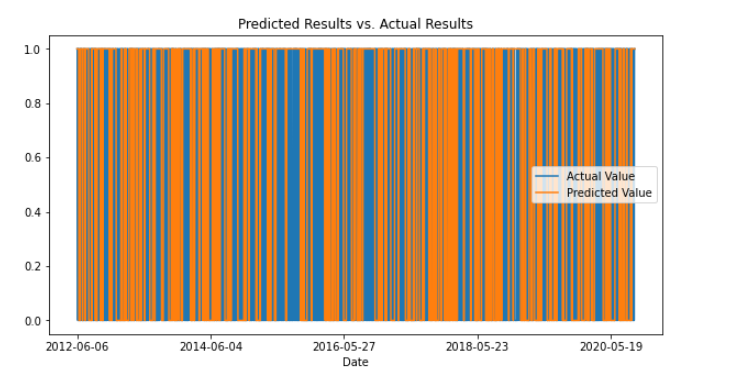 Predicted Results vs. Actual Results
1.0
0.8
0.6
0.4
0.2
0.0
Actual Value
Predicted Value
2012-06-06 2014-06-04 2016-05-27 2018-05-23 2020-05-19
Date